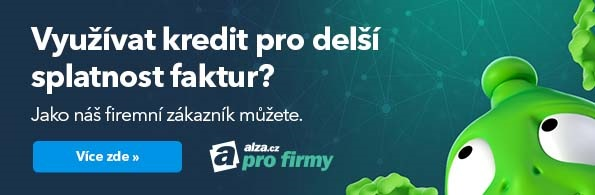 Využívat kredit pro delší
splatnost faktur?
Jako náš firemní zákazník můžete.
Více zde »
a alza.cz
pro firmy